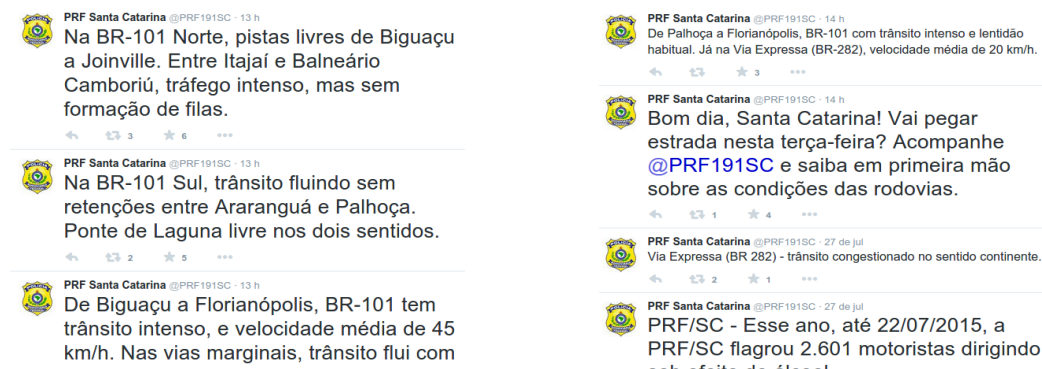 PRF Santa Catarina @PRF191SC · 13 h
Na BR-101 Norte, pistas livres de Biguaçu
a Joinville. Entre Itajaí e Balneário
Camboriú, tráfego intenso, mas sem
formação de filas.
3 6
PRF Santa Catarina @PRF191SC · 13 h
Na BR-101 Sul, trânsito fluindo sem
retenções entre Araranguá e Palhoça.
Ponte de Laguna livre nos dois sentidos.
2 5
PRF Santa Catarina @PRF191SC · 13 h
De Biguaçu a Florianópolis, BR-101 tem
trânsito intenso, e velocidade média de 45
km/h. Nas vias marginais, trânsito flui com
PRF Santa Catarina @PRF191SC · 14 h
De Palhoça a Florianópolis, BR-101 com trânsito intenso e lentidão
habitual. Já na Via Expressa (BR-282), velocidade média de 20 km/h.
3
PRF Santa Catarina @PRF191SC · 14 h
Bom dia, Santa Catarina! Vai pegar
estrada nesta terça-feira? Acompanhe
@PRF191SC e saiba em primeira mão
sobre as condições das rodovias.
1 4
PRF Santa Catarina @PRF191SC · 27 de jul
Via Expressa (BR 282) - trânsito congestionado no sentido continente.
2 1
PRF Santa Catarina @PRF191SC · 27 de jul
PRF/SC - Esse ano, até 22/07/2015, a
PRF/SC flagrou 2.601 motoristas dirigindo